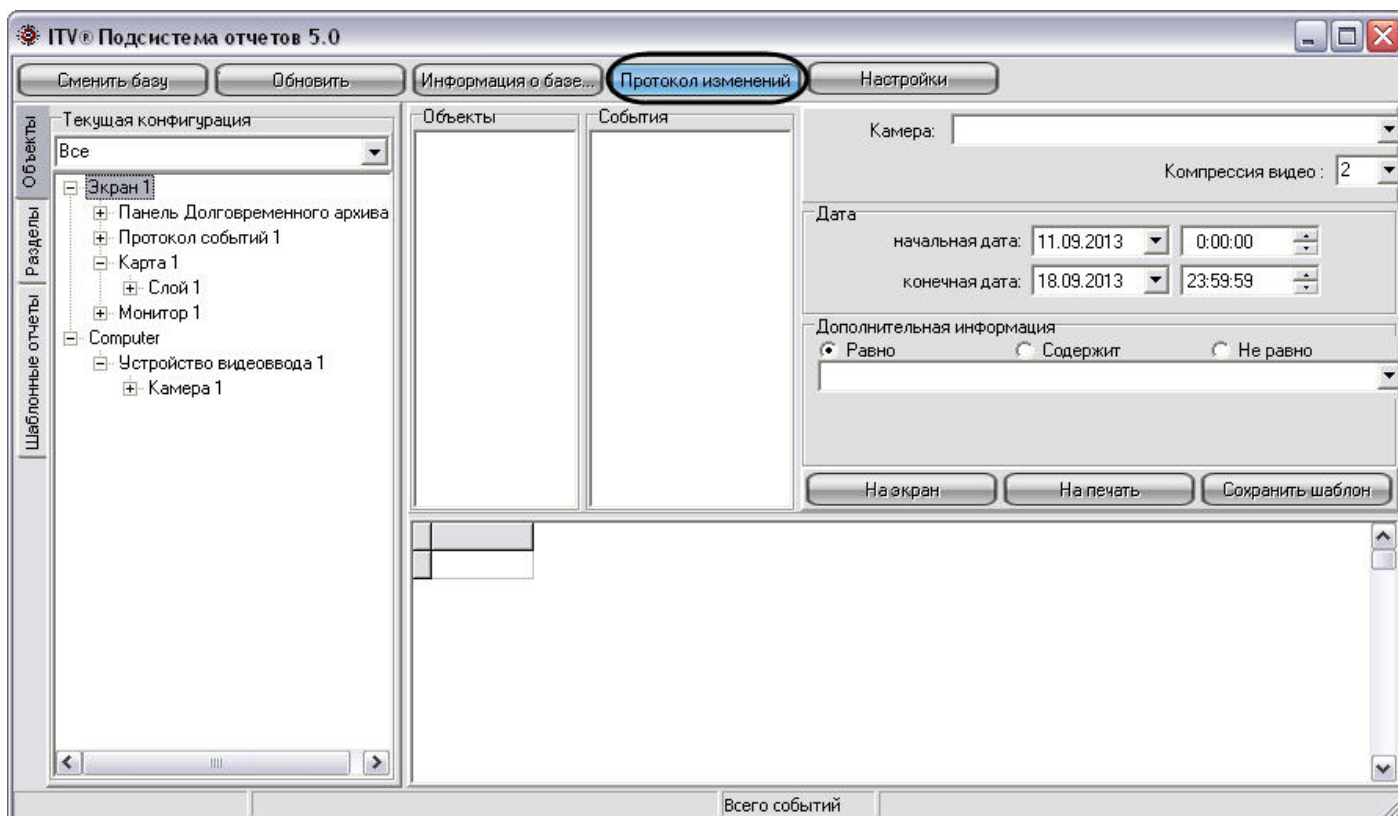 ITV® Подсистема отчетов 5.0
Сменить базу
Обновить
Информация о базе...
Протокол изменений
Настройки
Объекты
Разделы
Шаблонные отчеты
Текущая конфигурация
Все
Экран 1
Панель Долговременного архива
Протокол событий 1
Карта 1
Слой 1
Монитор 1
Computer
Устройство видеоввода 1
Камера 1
Объекты
События
Камера:
Компрессия видео : 2
Дата
начальная дата: 11.09.2013 0:00:00
конечная дата: 18.09.2013 23:59:59
Дополнительная информация
Равно Содержит Не равно
На экран
На печать
Сохранить шаблон
Всего событий